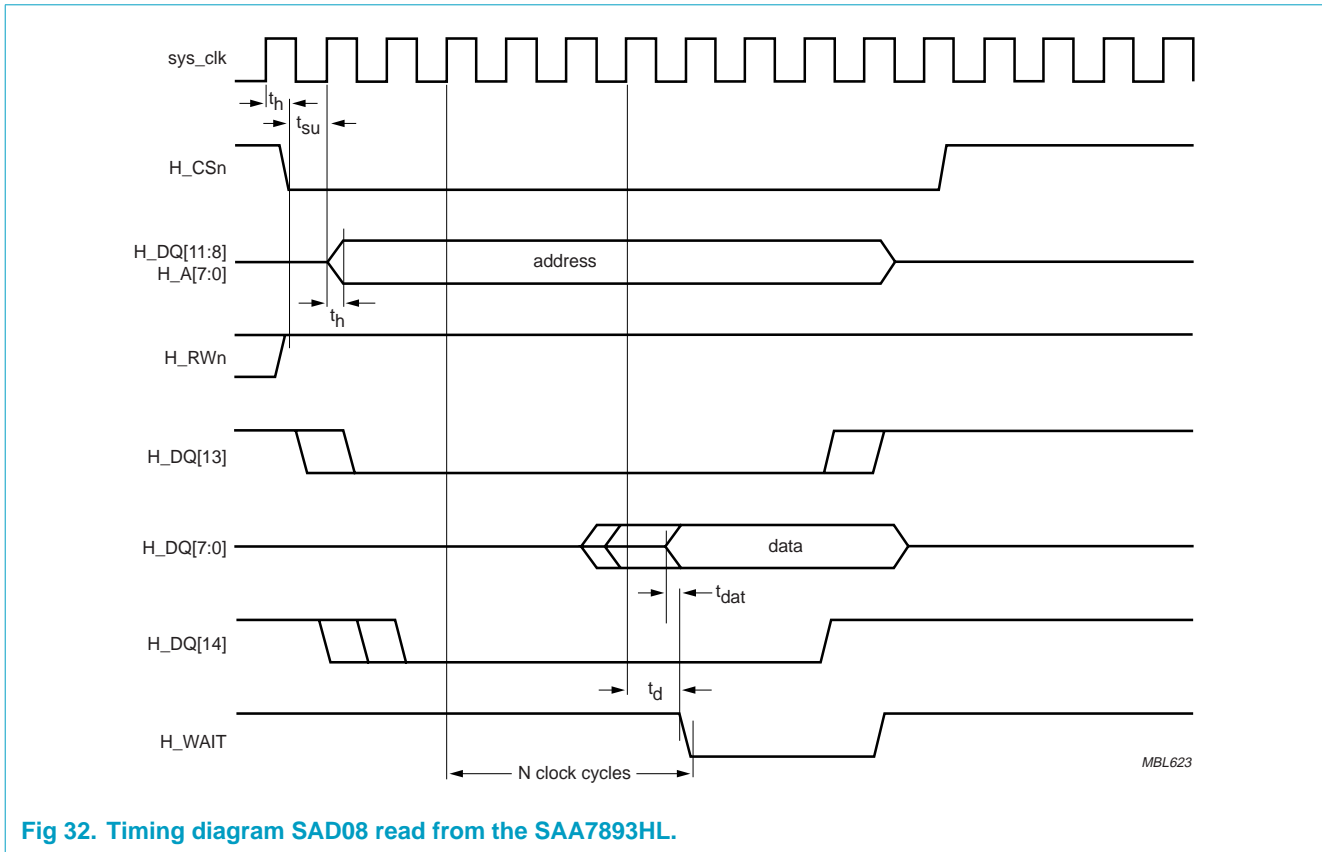 sys_clk
th
tsu
H_CSn
H_DQ[11:8]
H_A[7:0]
address
th
H_RWn
H_DQ[13]
H_DQ[7:0]
data
tdat
H_DQ[14]
td
H_WAIT
N clock cycles
MBL623
Fig 32. Timing diagram SAD08 read from the SAA7893HL.